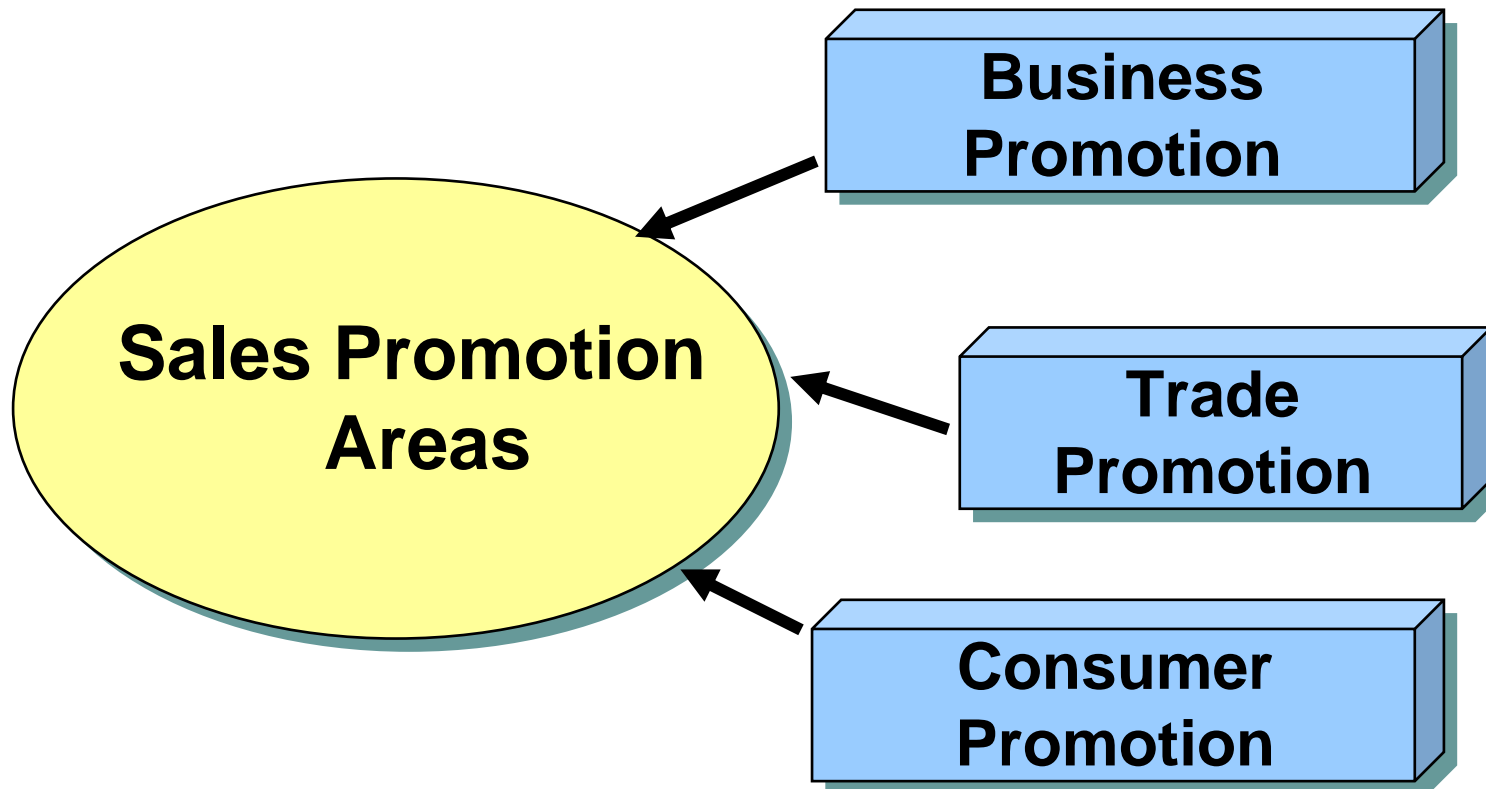 Business
Promotion
Sales Promotion
Areas
Trade
Promotion
Consumer
Promotion